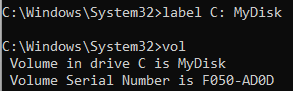 C:\Windows\System32>label C: MyDisk
C:\Windows\System32>vol
Volume in drive C is MyDisk
Volume Serial Number is F050-AD0D